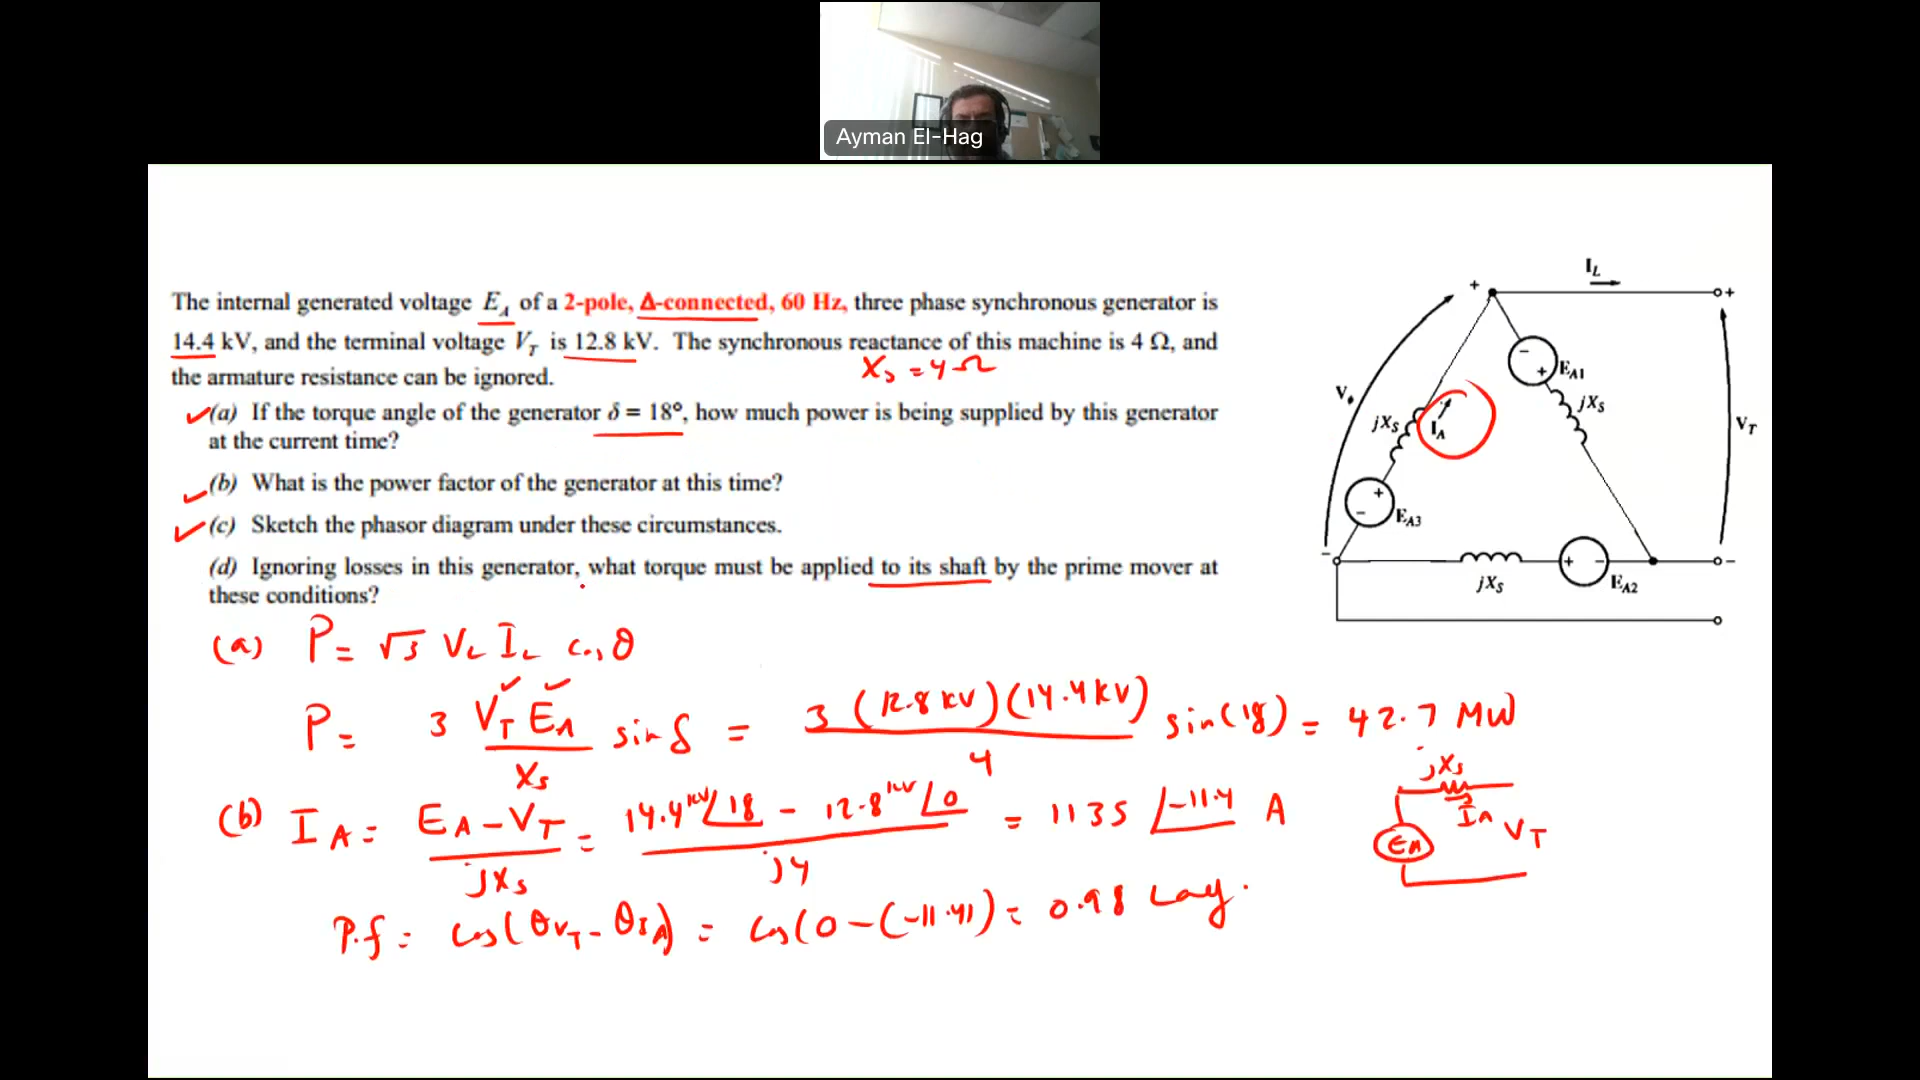 Ayman El-Hag
The internal generated voltage E_A of a 2-pole, Δ-connected, 60 Hz, three phase synchronous generator is
14.4 kV, and the terminal voltage V_T is 12.8 kV. The synchronous reactance of this machine is 4 Ω, and
the armature resistance can be ignored.
X_s = 4 Ω
(a) If the torque angle of the generator δ = 18°, how much power is being supplied by this generator
at the current time?
(b) What is the power factor of the generator at this time?
(c) Sketch the phasor diagram under these circumstances.
(d) Ignoring losses in this generator, what torque must be applied to its shaft by the prime mover at
these conditions?
I_L
+
+
-
+
E_A1
jX_S
jX_S
I_A
V_T
+
-
E_A3
-
jX_S
+
-
E_A2
-
(a) P = √3 V_L I_L cos θ
P = 3 V_T E_A / X_s sin δ = 3 (12.8 kV)(14.4 kV) / 4 sin(18) = 42.7 MW
(b) I_A = E_A - V_T / jX_s = 14.4 kV ∠18 - 12.8 kV ∠0 / j4 = 1135 ∠-11.4 A
jX_s
I_A
E_A
V_T
P.f = cos(θ_VT - θ_IA) = cos(0 - (-11.41)) = 0.98 Lag.